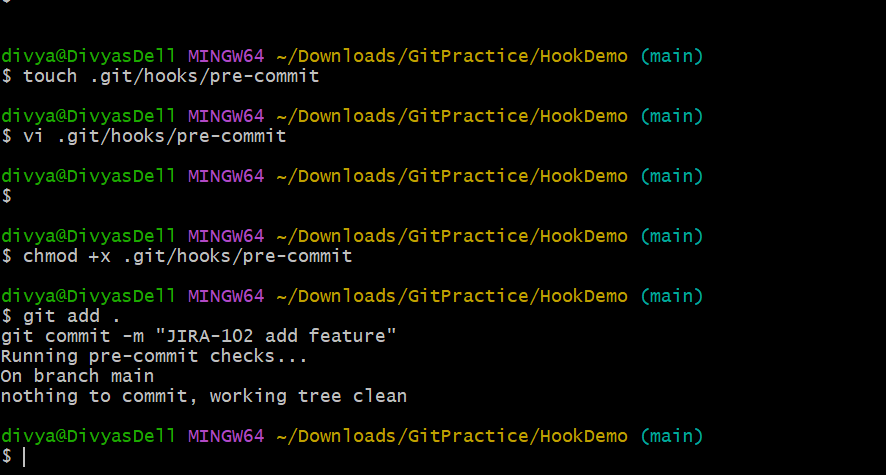 divya@DivyasDell MINGW64 ~/Downloads/GitPractice/HookDemo (main)
$ touch .git/hooks/pre-commit
divya@DivyasDell MINGW64 ~/Downloads/GitPractice/HookDemo (main)
$ vi .git/hooks/pre-commit
divya@DivyasDell MINGW64 ~/Downloads/GitPractice/HookDemo (main)
$
divya@DivyasDell MINGW64 ~/Downloads/GitPractice/HookDemo (main)
$ chmod +x .git/hooks/pre-commit
divya@DivyasDell MINGW64 ~/Downloads/GitPractice/HookDemo (main)
$ git add .
git commit -m "JIRA-102 add feature"
Running pre-commit checks...
On branch main
nothing to commit, working tree clean
divya@DivyasDell MINGW64 ~/Downloads/GitPractice/HookDemo (main)
$